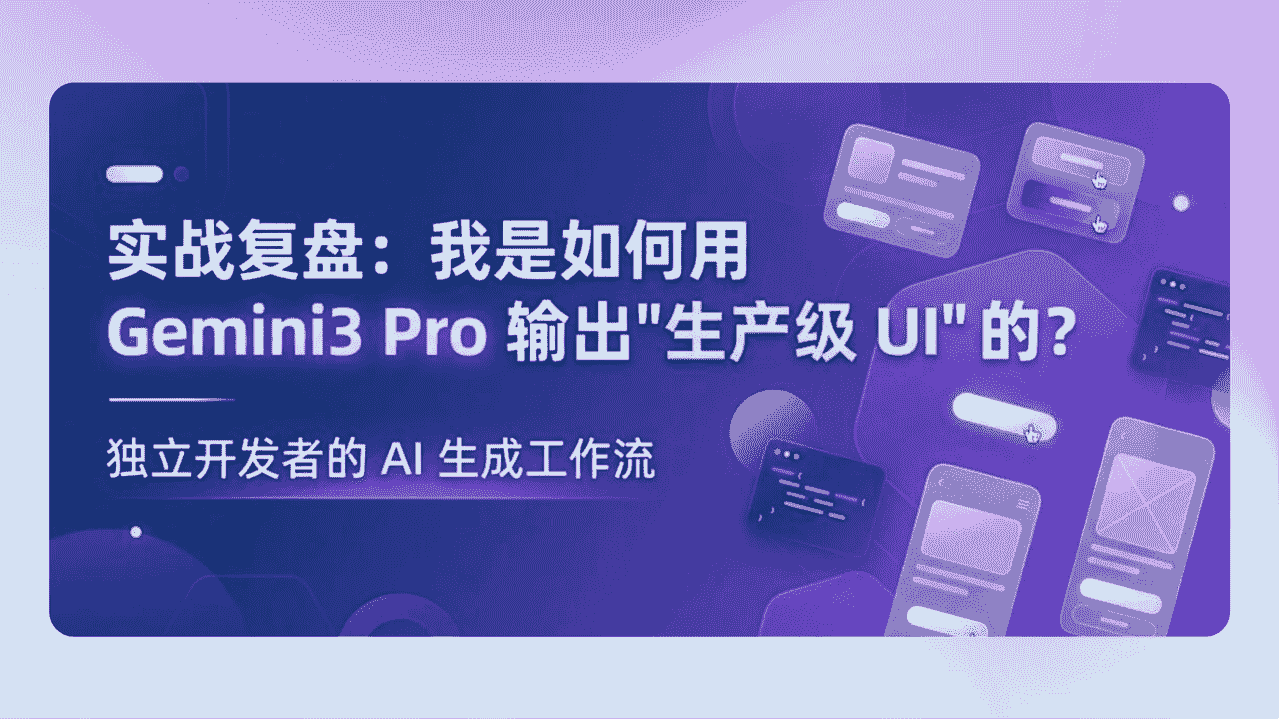 实战复盘：我是如何用
Gemini3 Pro 输出"生产级 UI" 的？
独立开发者的 AI 生成工作流